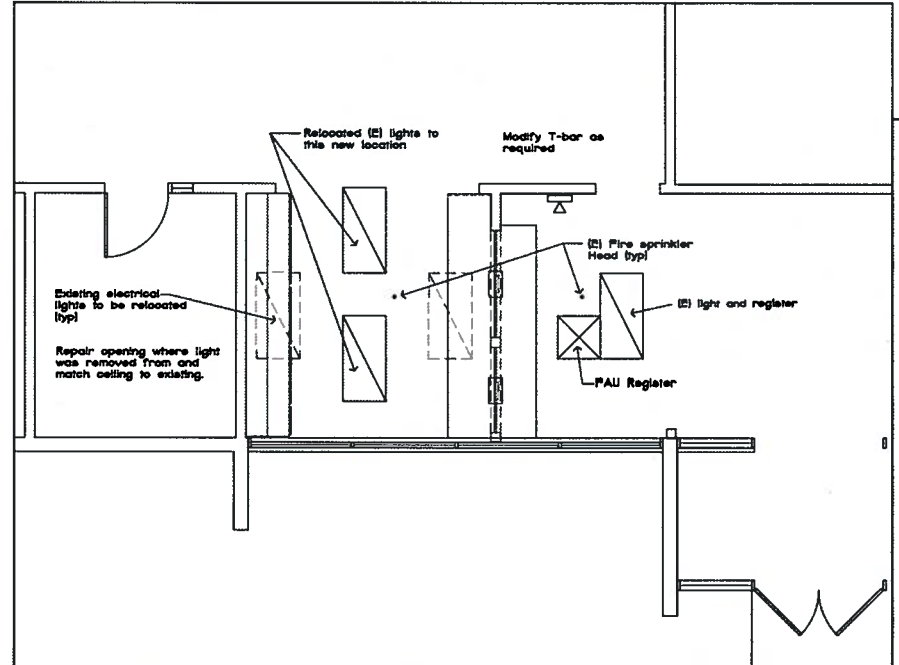 Relocated (E) lights to
this new location
Modify T-bar as
required
(E) Fire sprinkler
Head (typ)
Existing electrical
lights to be relocated
(typ)
(E) light and register
Repair opening where light
was removed from and
match ceiling to existing.
FAU Register